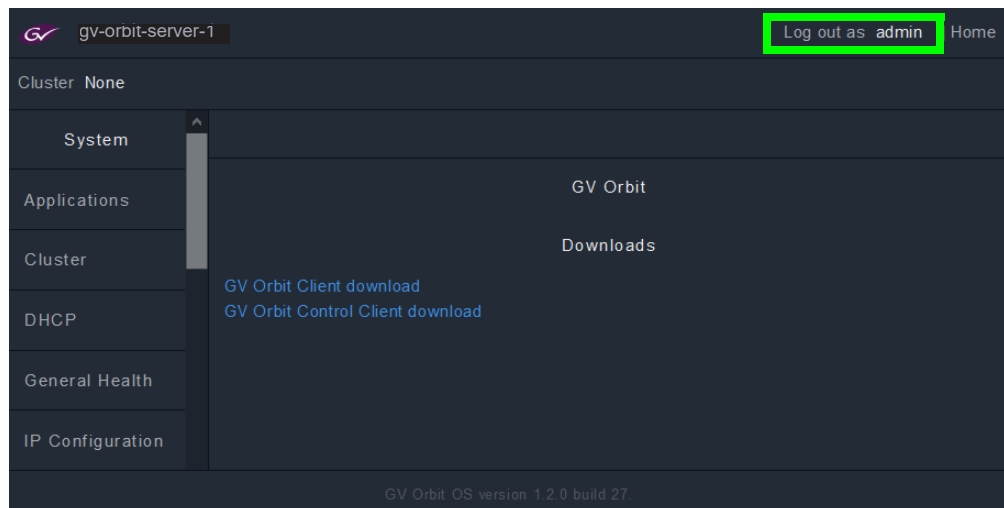 GV gv-orbit-server-1 Log out as admin Home
Cluster None
System
Applications
Cluster
DHCP
General Health
IP Configuration
GV Orbit
Downloads
GV Orbit Client download
GV Orbit Control Client download
GV Orbit OS version 1.2.0 build 27.